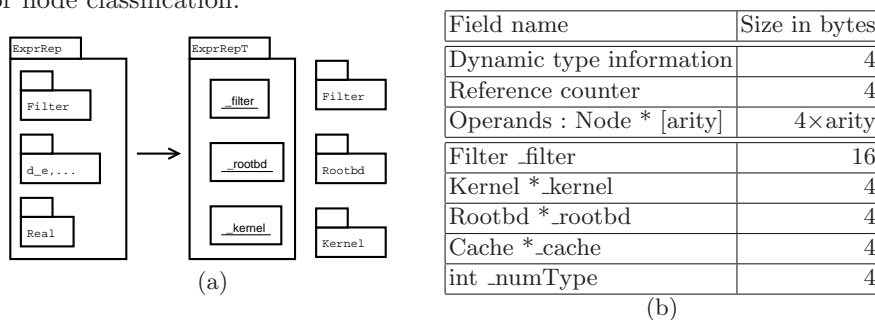 or node classification.
ExprRep
Filter
d_e,...
Real
ExprRepT
_filter
_rootbd
_kernel
Filter
Rootbd
Kernel
(a)
Field name Size in bytes
Dynamic type information 4
Reference counter 4
Operands : Node * [arity] 4×arity
Filter _filter 16
Kernel *_kernel 4
Rootbd *_rootbd 4
Cache *_cache 4
int _numType 4
(b)